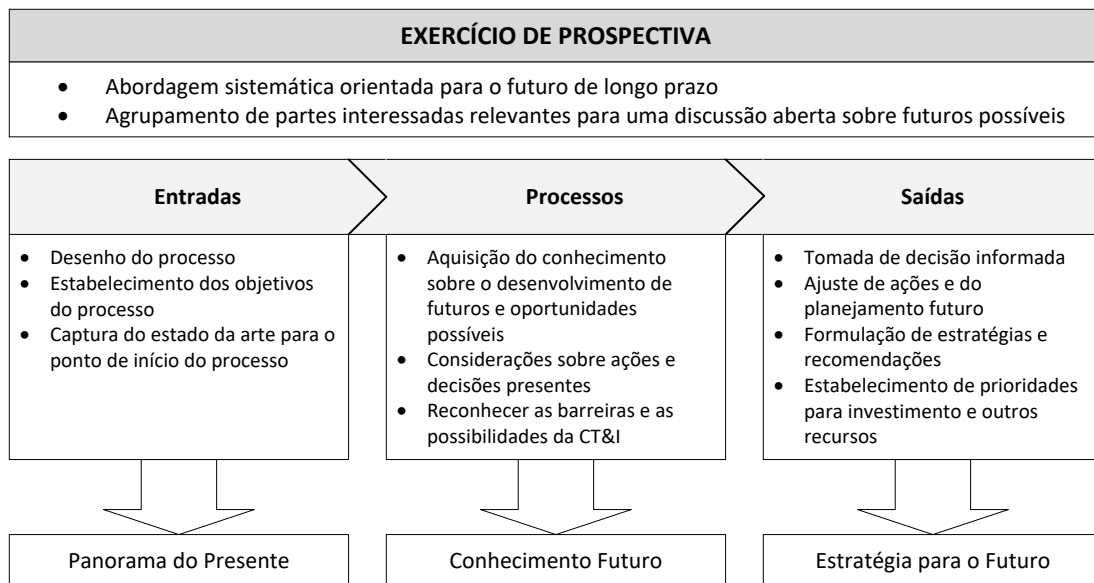 EXERCÍCIO DE PROSPECTIVA
• Abordagem sistemática orientada para o futuro de longo prazo
• Agrupamento de partes interessadas relevantes para uma discussão aberta sobre futuros possíveis
Entradas
• Desenho do processo
• Estabelecimento dos objetivos
do processo
• Captura do estado da arte para o
ponto de início do processo
Processos
• Aquisição do conhecimento
sobre o desenvolvimento de
futuros e oportunidades
possíveis
• Considerações sobre ações e
decisões presentes
• Reconhecer as barreiras e as
possibilidades da CT&I
Saídas
• Tomada de decisão informada
• Ajuste de ações e do
planejamento futuro
• Formulação de estratégias e
recomendações
• Estabelecimento de prioridades
para investimento e outros
recursos
Panorama do Presente
Conhecimento Futuro
Estratégia para o Futuro